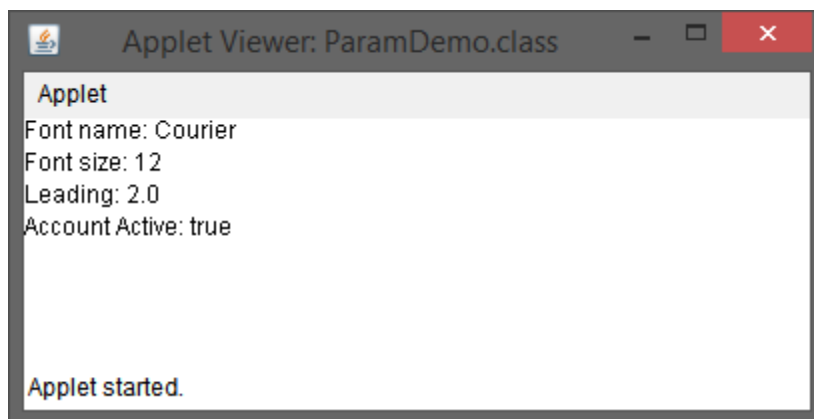 Applet Viewer: ParamDemo.class
Applet
Font name: Courier
Font size: 12
Leading: 2.0
Account Active: true
Applet started.